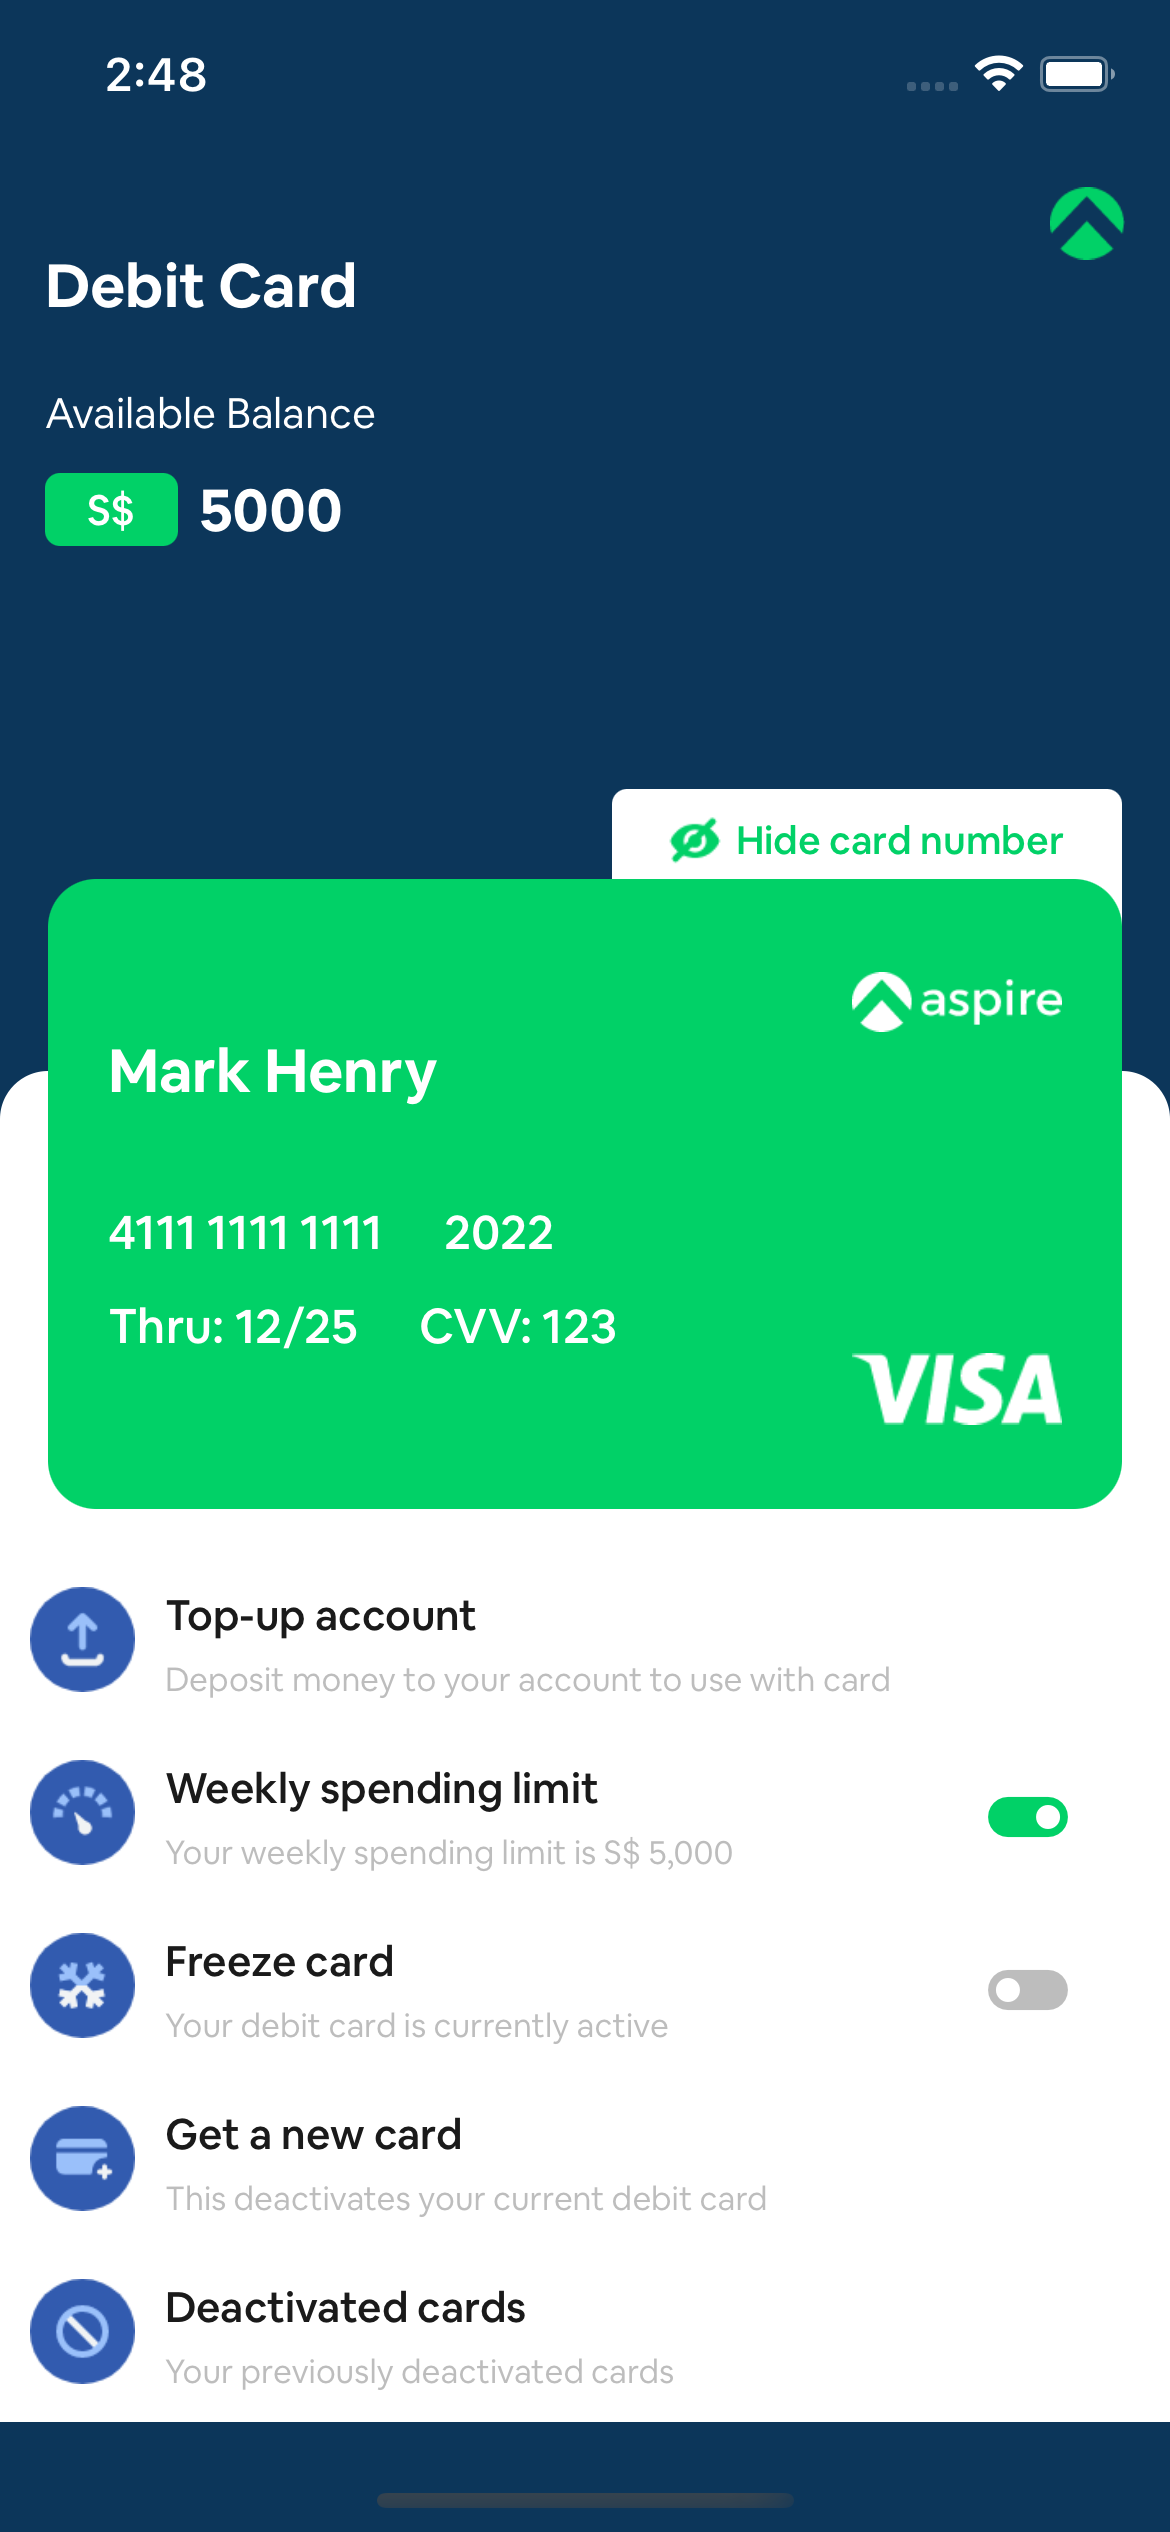 2:48
Debit Card
Available Balance
S$ 5000
Hide card number
aspire
Mark Henry
4111 1111 1111 2022
Thru: 12/25 CVV: 123
VISA
Top-up account
Deposit money to your account to use with card
Weekly spending limit
Your weekly spending limit is S$ 5,000
Freeze card
Your debit card is currently active
Get a new card
This deactivates your current debit card
Deactivated cards
Your previously deactivated cards